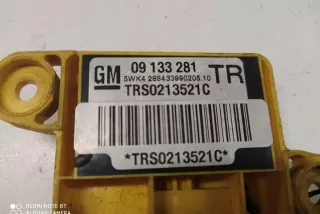 GM 09 133 281 TR
5WK4 288433990205.10
TRS0213521C
*TRS0213521C*
REDMI NOTE 8T
AI QUAD CAMERA